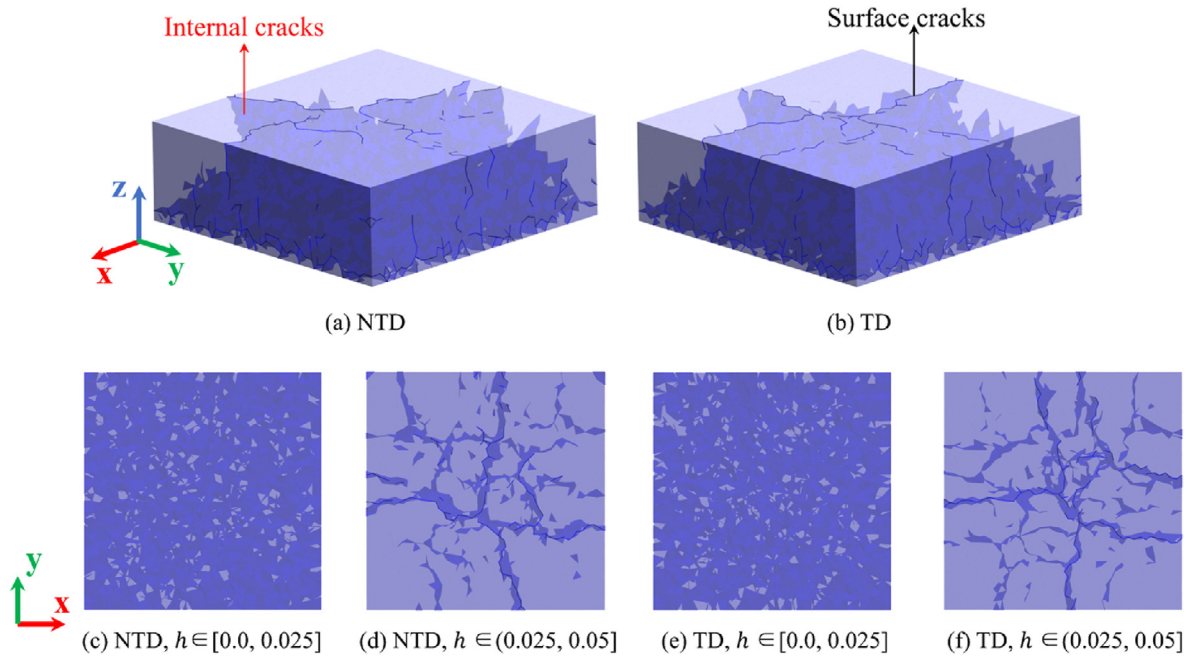 Internal cracks
Surface cracks
z
x
y
(a) NTD
(b) TD
y
x
(c) NTD, h∈[0.0, 0.025]
(d) NTD, h∈(0.025, 0.05]
(e) TD, h∈[0.0, 0.025]
(f) TD, h∈(0.025, 0.05]